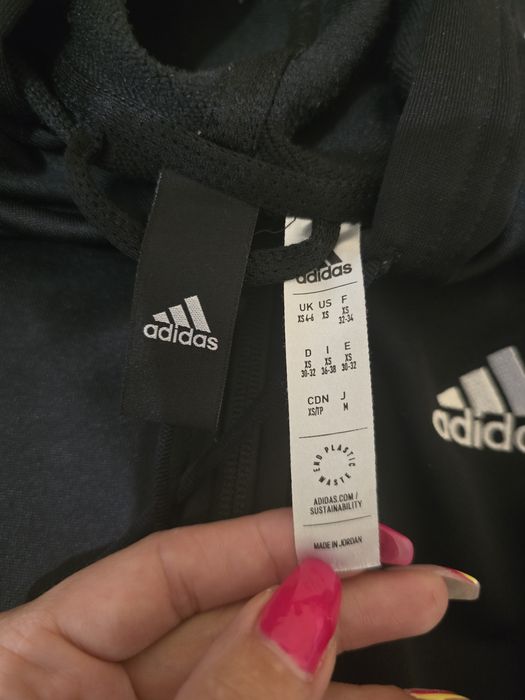 adidas
adidas
UK US F
XS 4-6 XS XS
32-34
D I E
XS XS XS
30-32 36-38 30-32
CDN J
XS/TP M
END PLASTIC WASTE
ADIDAS.COM/
SUSTAINABILITY
MADE IN JORDAN
adidas